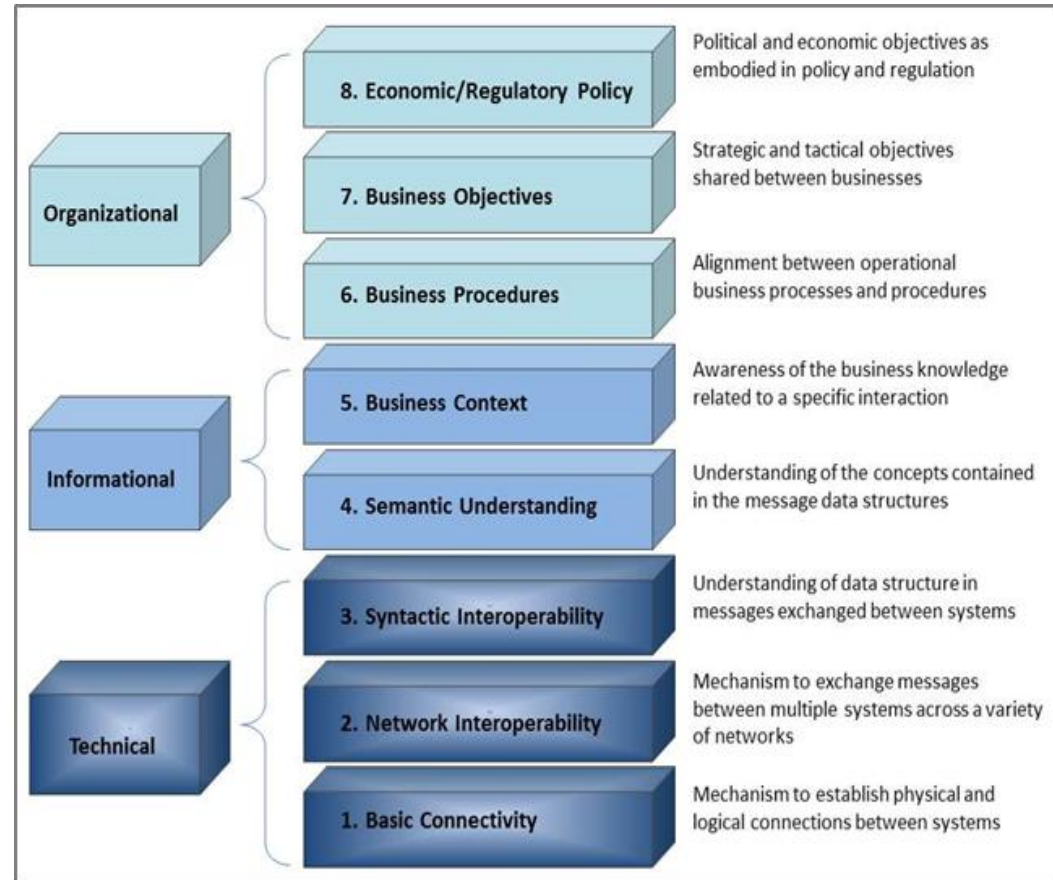 Organizational
8. Economic/Regulatory Policy
Political and economic objectives as
embodied in policy and regulation
7. Business Objectives
Strategic and tactical objectives
shared between businesses
6. Business Procedures
Alignment between operational
business processes and procedures
Informational
5. Business Context
Awareness of the business knowledge
related to a specific interaction
4. Semantic Understanding
Understanding of the concepts contained
in the message data structures
Technical
3. Syntactic Interoperability
Understanding of data structure in
messages exchanged between systems
2. Network Interoperability
Mechanism to exchange messages
between multiple systems across a variety
of networks
1. Basic Connectivity
Mechanism to establish physical and
logical connections between systems